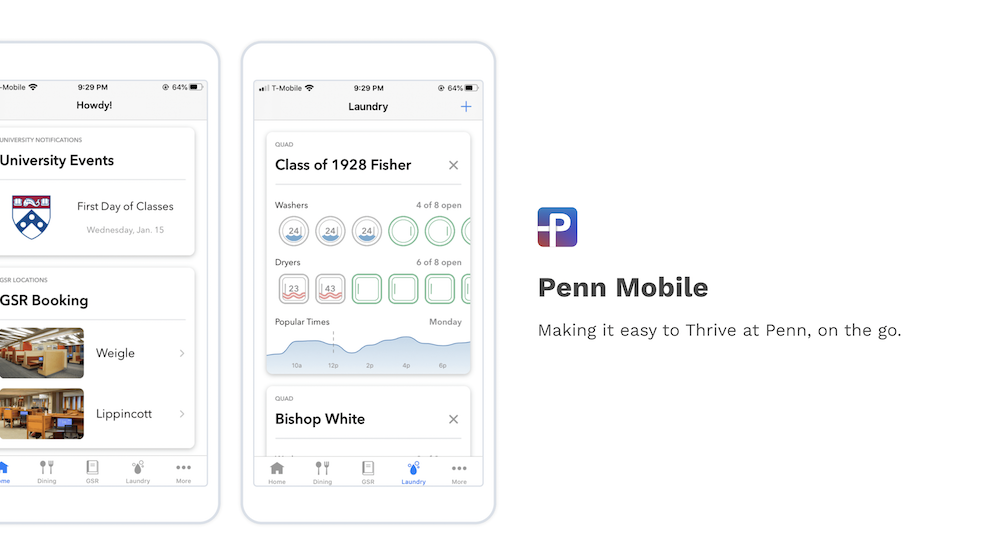 -Mobile 9:29 PM 64%
Howdy!
UNIVERSITY NOTIFICATIONS
University Events
First Day of Classes
Wednesday, Jan. 15
GSR LOCATIONS
GSR Booking
Weigle
Lippincott
Dining GSR Laundry More
T-Mobile 9:29 PM 64%
Laundry +
QUAD
Class of 1928 Fisher
Washers 4 of 8 open
24 24 24
Dryers 6 of 8 open
23 43
Popular Times Monday
10a 12p 2p 4p 6p
QUAD
Bishop White
Home Dining GSR Laundry More
P
Penn Mobile
Making it easy to Thrive at Penn, on the go.